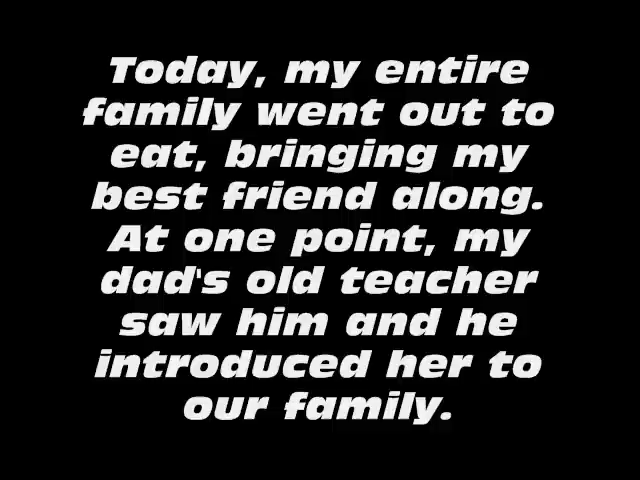 Today, my entire
family went out to
eat, bringing my
best friend along.
At one point, my
dad's old teacher
saw him and he
introduced her to
our family.